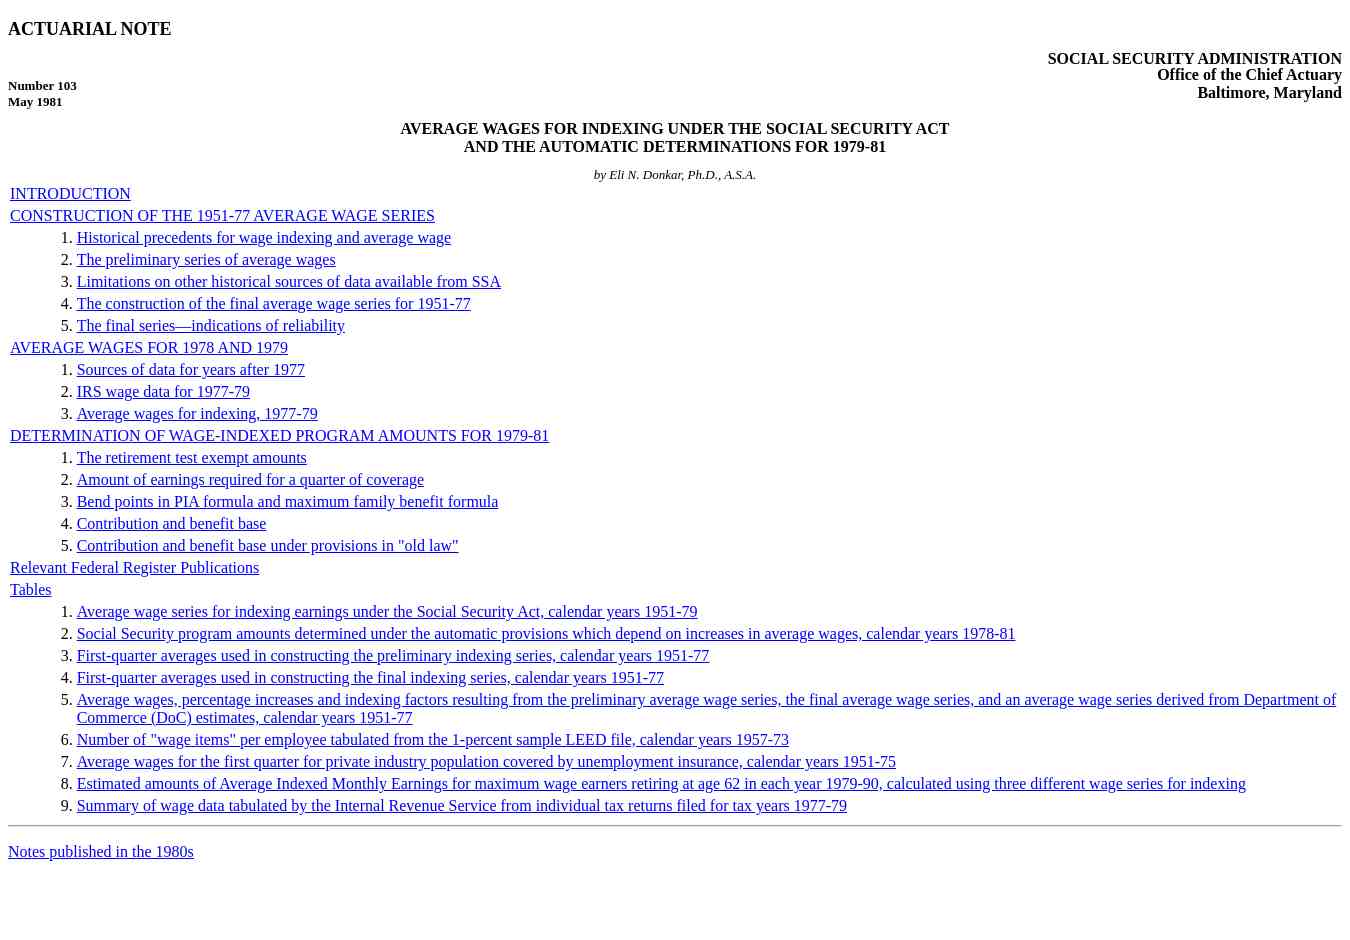 ACTUARIAL NOTE
SOCIAL SECURITY ADMINISTRATION
Office of the Chief Actuary
Baltimore, Maryland
Number 103
May 1981
AVERAGE WAGES FOR INDEXING UNDER THE SOCIAL SECURITY ACT
AND THE AUTOMATIC DETERMINATIONS FOR 1979-81
by Eli N. Donkar, Ph.D., A.S.A.
INTRODUCTION
CONSTRUCTION OF THE 1951-77 AVERAGE WAGE SERIES
1. Historical precedents for wage indexing and average wage
2. The preliminary series of average wages
3. Limitations on other historical sources of data available from SSA
4. The construction of the final average wage series for 1951-77
5. The final series—indications of reliability
AVERAGE WAGES FOR 1978 AND 1979
1. Sources of data for years after 1977
2. IRS wage data for 1977-79
3. Average wages for indexing, 1977-79
DETERMINATION OF WAGE-INDEXED PROGRAM AMOUNTS FOR 1979-81
1. The retirement test exempt amounts
2. Amount of earnings required for a quarter of coverage
3. Bend points in PIA formula and maximum family benefit formula
4. Contribution and benefit base
5. Contribution and benefit base under provisions in "old law"
Relevant Federal Register Publications
Tables
1. Average wage series for indexing earnings under the Social Security Act, calendar years 1951-79
2. Social Security program amounts determined under the automatic provisions which depend on increases in average wages, calendar years 1978-81
3. First-quarter averages used in constructing the preliminary indexing series, calendar years 1951-77
4. First-quarter averages used in constructing the final indexing series, calendar years 1951-77
5. Average wages, percentage increases and indexing factors resulting from the preliminary average wage series, the final average wage series, and an average wage series derived from Department of
Commerce (DoC) estimates, calendar years 1951-77
6. Number of "wage items" per employee tabulated from the 1-percent sample LEED file, calendar years 1957-73
7. Average wages for the first quarter for private industry population covered by unemployment insurance, calendar years 1951-75
8. Estimated amounts of Average Indexed Monthly Earnings for maximum wage earners retiring at age 62 in each year 1979-90, calculated using three different wage series for indexing
9. Summary of wage data tabulated by the Internal Revenue Service from individual tax returns filed for tax years 1977-79
Notes published in the 1980s